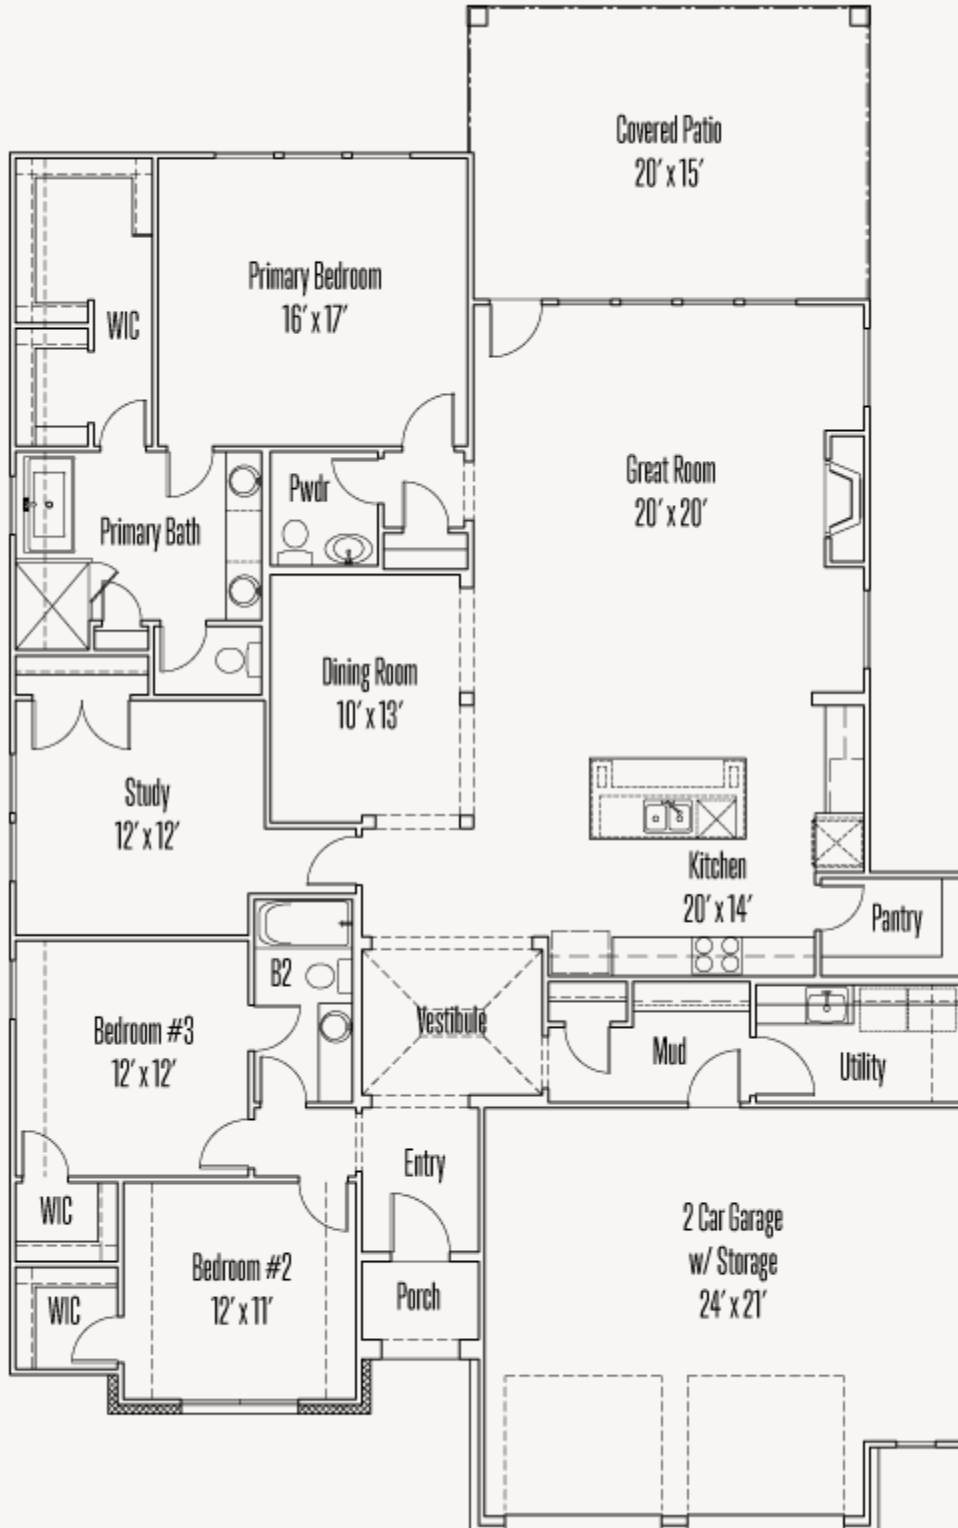 Covered Patio
20' x 15'
Primary Bedroom
16' x 17'
WIC
Great Room
20' x 20'
Pwdr
Primary Bath
Dining Room
10' x 13'
Study
12' x 12'
Kitchen
20' x 14'
Pantry
B2
Vestibule
Bedroom #3
12' x 12'
Mud
Utility
Entry
WIC
2 Car Garage
w/ Storage
24' x 21'
Bedroom #2
12' x 11'
WIC
Porch